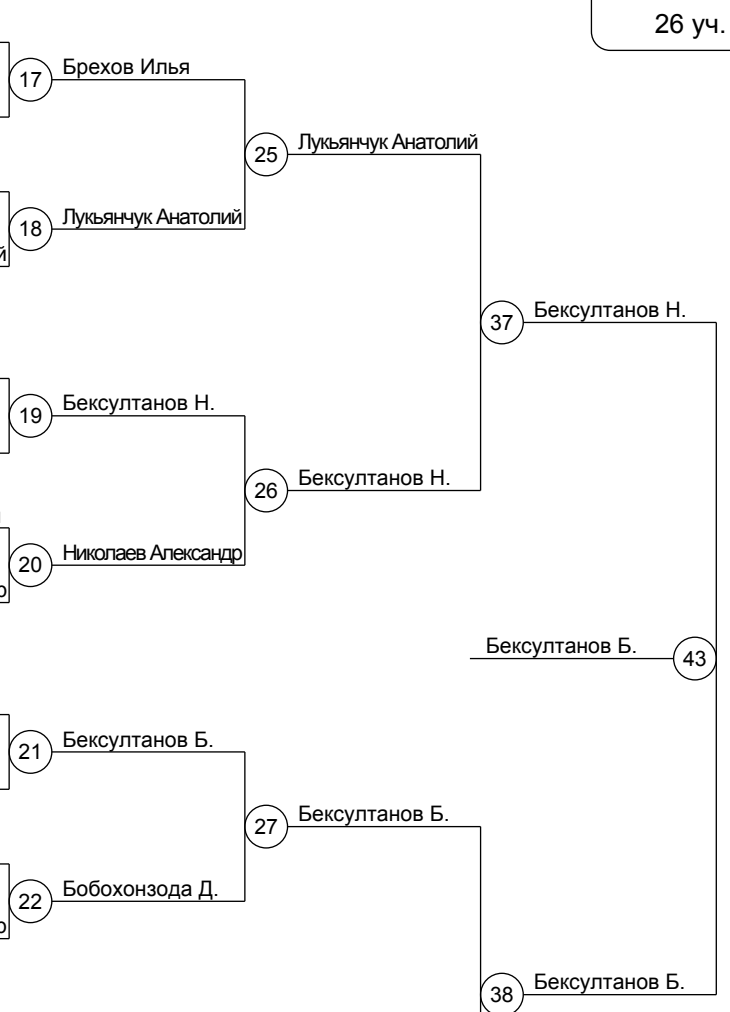 26 уч.
17 Брехов Илья
25 Лукьянчук Анатолий
18 Лукьянчук Анатолий
й
37 Бексултанов Н.
19 Бексултанов Н.
26 Бексултанов Н.
20 Николаев Александр
р
Бексултанов Б. 43
21 Бексултанов Б.
27 Бексултанов Б.
22 Бобохонзода Д.
р
38 Бексултанов Б.